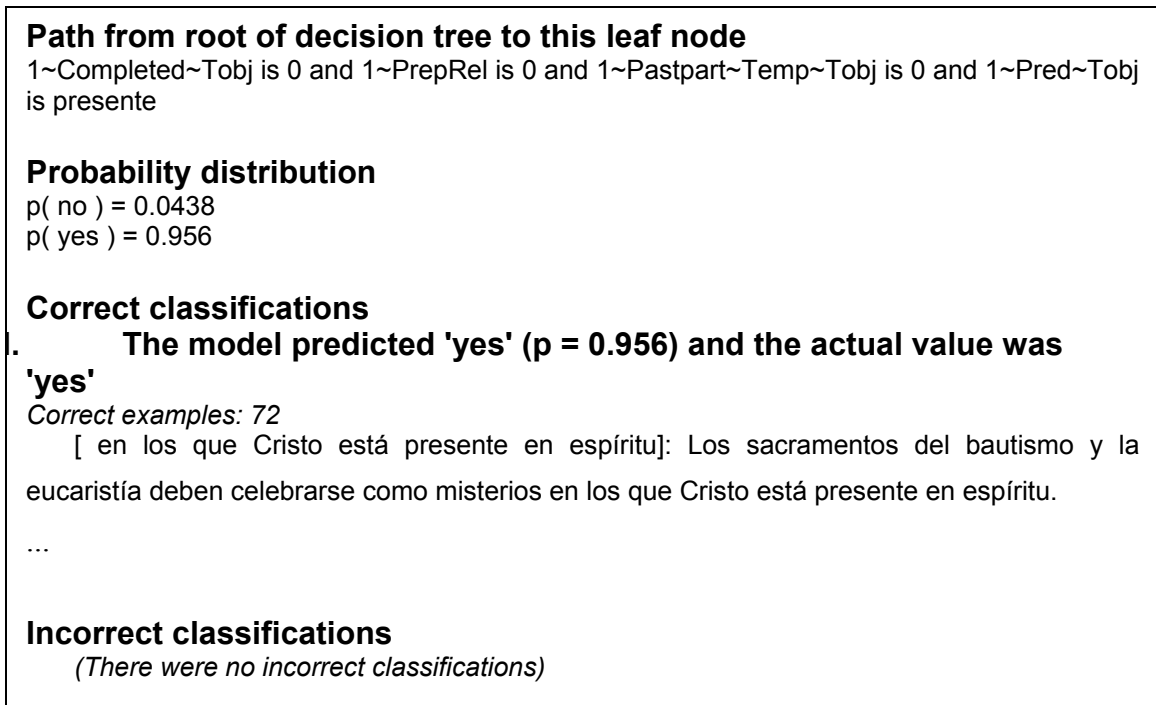 Path from root of decision tree to this leaf node
1~Completed~Tobj is 0 and 1~PrepRel is 0 and 1~Pastpart~Temp~Tobj is 0 and 1~Pred~Tobj
is presente
Probability distribution
p( no ) = 0.0438
p( yes ) = 0.956
Correct classifications
I. The model predicted 'yes' (p = 0.956) and the actual value was
'yes'
Correct examples: 72
[ en los que Cristo está presente en espíritu]: Los sacramentos del bautismo y la
eucaristía deben celebrarse como misterios en los que Cristo está presente en espíritu.
...
Incorrect classifications
(There were no incorrect classifications)